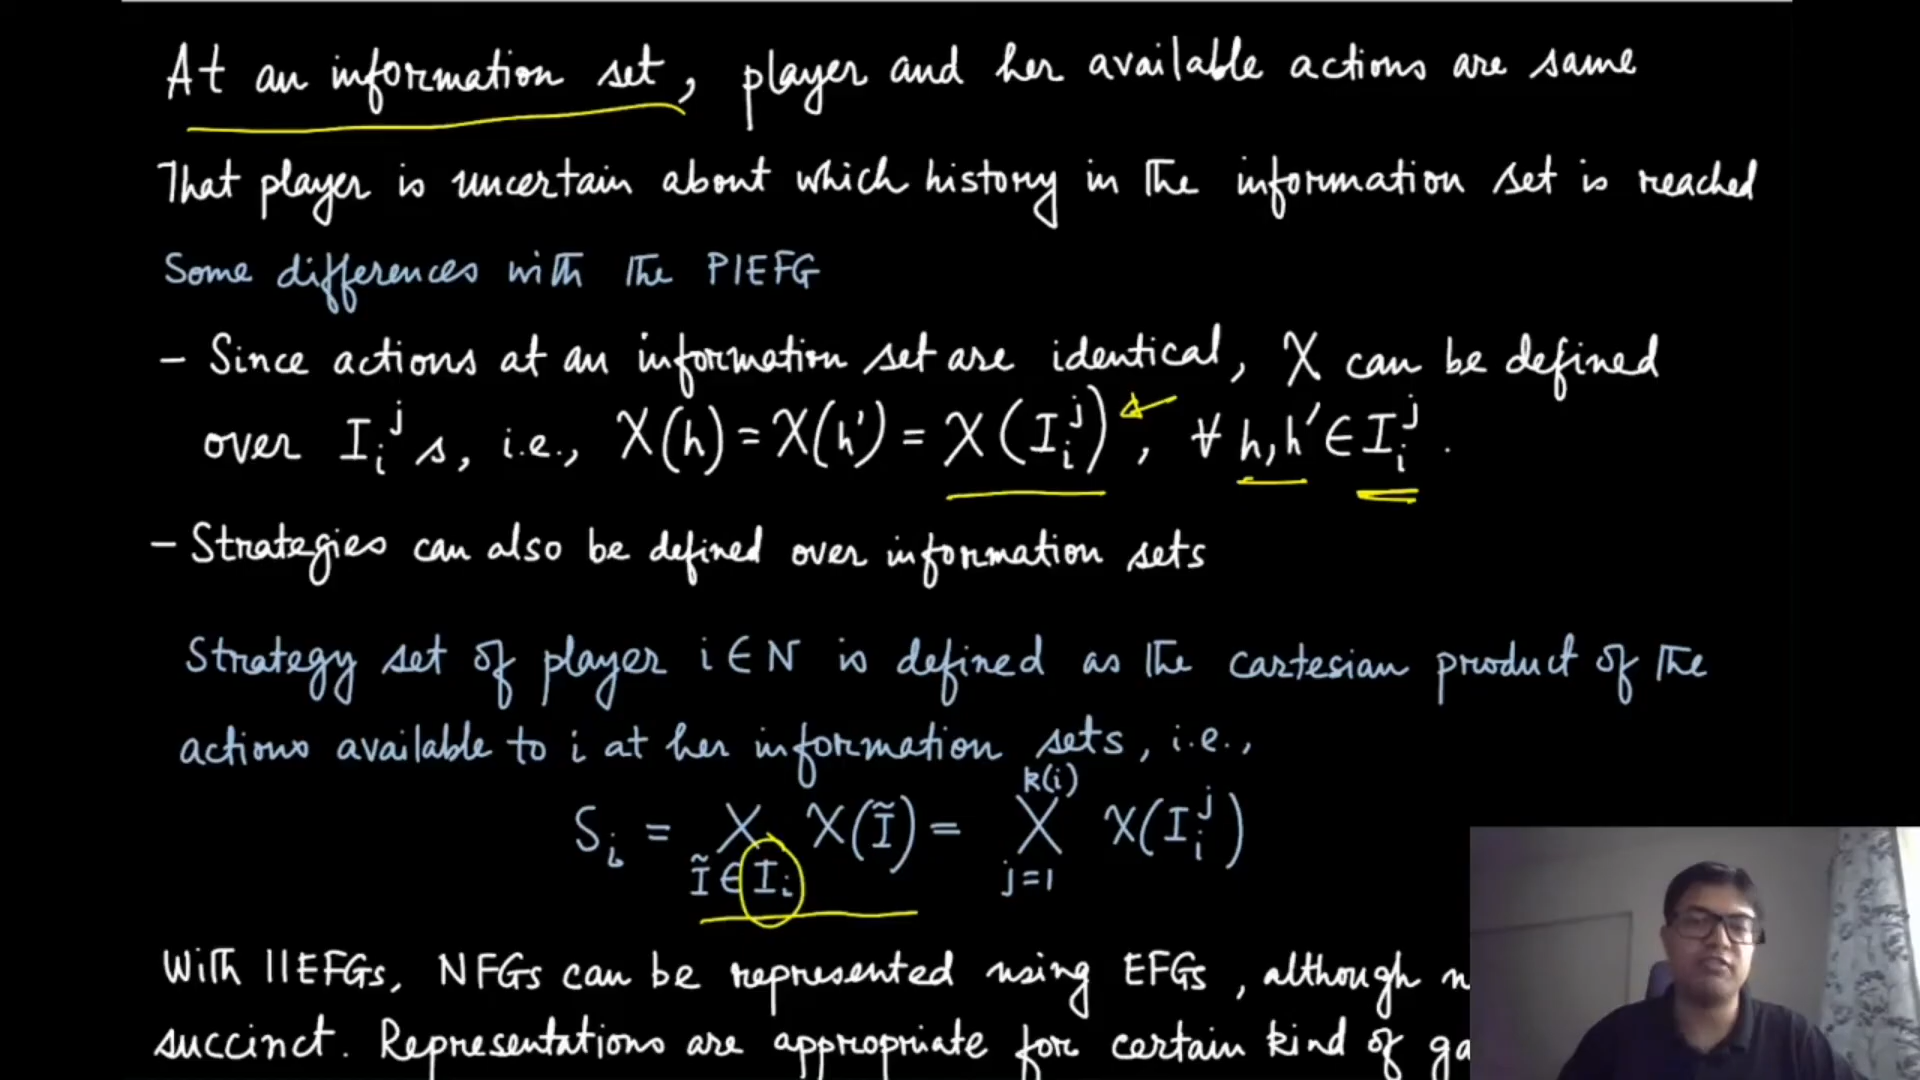 At an information set, player and her available actions are same
That player is uncertain about which history in the information set is reached
Some differences with the PIEFG
- Since actions at an information set are identical, X can be defined
over I_i^j s, i.e., X(h) = X(h') = X(I_i^j), ∀ h, h' ∈ I_i^j.
- Strategies can also be defined over information sets
Strategy set of player i ∈ N is defined as the cartesian product of the
actions available to i at her information sets, i.e.,
S_i = ×_{Ĩ ∈ I_i} X(Ĩ) = ×_{j=1}^{k(i)} X(I_i^j)
With IIEFGs, NFGs can be represented using EFGs, although
succinct. Representations are appropriate for certain kind of